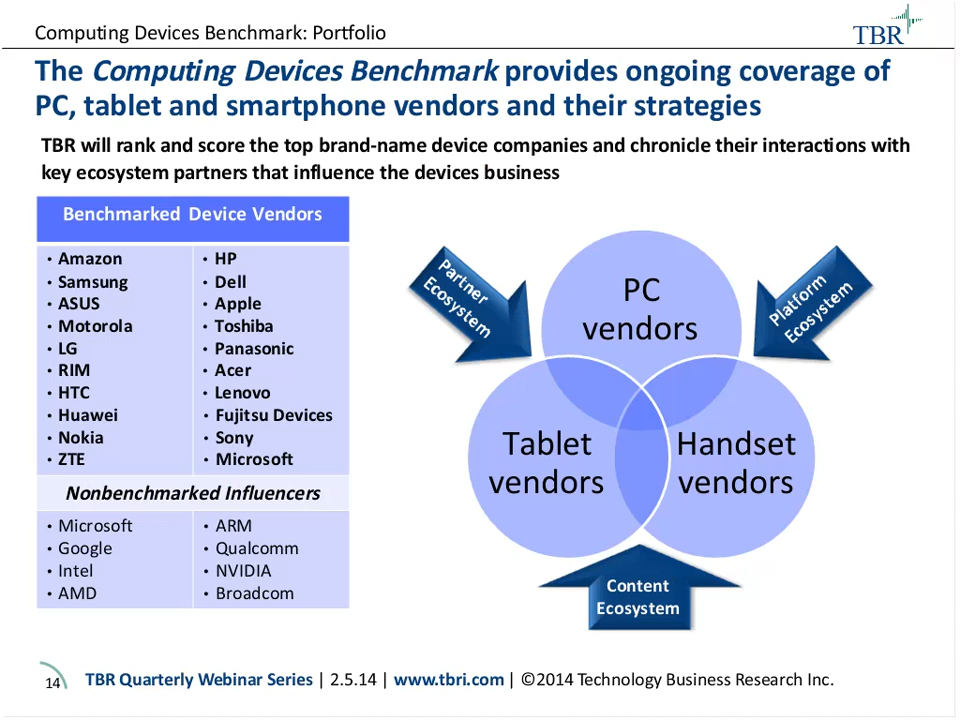 Computing Devices Benchmark: Portfolio
TBR
The Computing Devices Benchmark provides ongoing coverage of
PC, tablet and smartphone vendors and their strategies
TBR will rank and score the top brand-name device companies and chronicle their interactions with
key ecosystem partners that influence the devices business
Benchmarked Device Vendors
• Amazon
• Samsung
• ASUS
• Motorola
• LG
• RIM
• HTC
• Huawei
• Nokia
• ZTE
• HP
• Dell
• Apple
• Toshiba
• Panasonic
• Acer
• Lenovo
• Fujitsu Devices
• Sony
• Microsoft
Nonbenchmarked Influencers
• Microsoft
• Google
• Intel
• AMD
• ARM
• Qualcomm
• NVIDIA
• Broadcom
Partner
Ecosystem
PC
vendors
Platform
Ecosystem
Tablet
vendors
Handset
vendors
Content
Ecosystem
14
TBR Quarterly Webinar Series | 2.5.14 | www.tbri.com | ©2014 Technology Business Research Inc.